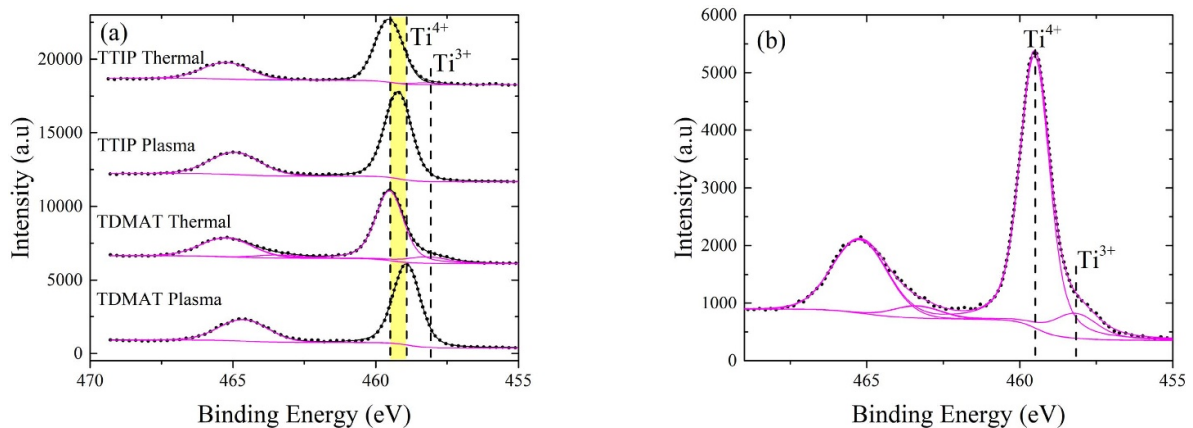 (a)
Ti4+
Ti3+
TTIP Thermal
TTIP Plasma
TDMAT Thermal
TDMAT Plasma
20000
15000
10000
5000
0
470
465
460
455
Intensity (a.u)
Binding Energy (eV)
(b)
Ti4+
Ti3+
6000
5000
4000
3000
2000
1000
0
465
460
455
Intensity (a.u)
Binding Energy (eV)